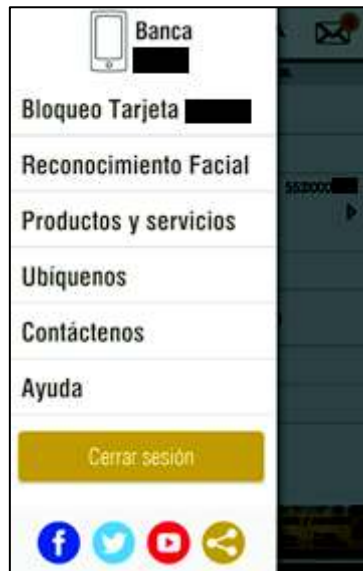 Banca
Bloqueo Tarjeta
Reconocimiento Facial
Productos y servicios
Ubíquenos
Contáctenos
Ayuda
Cerrar sesión